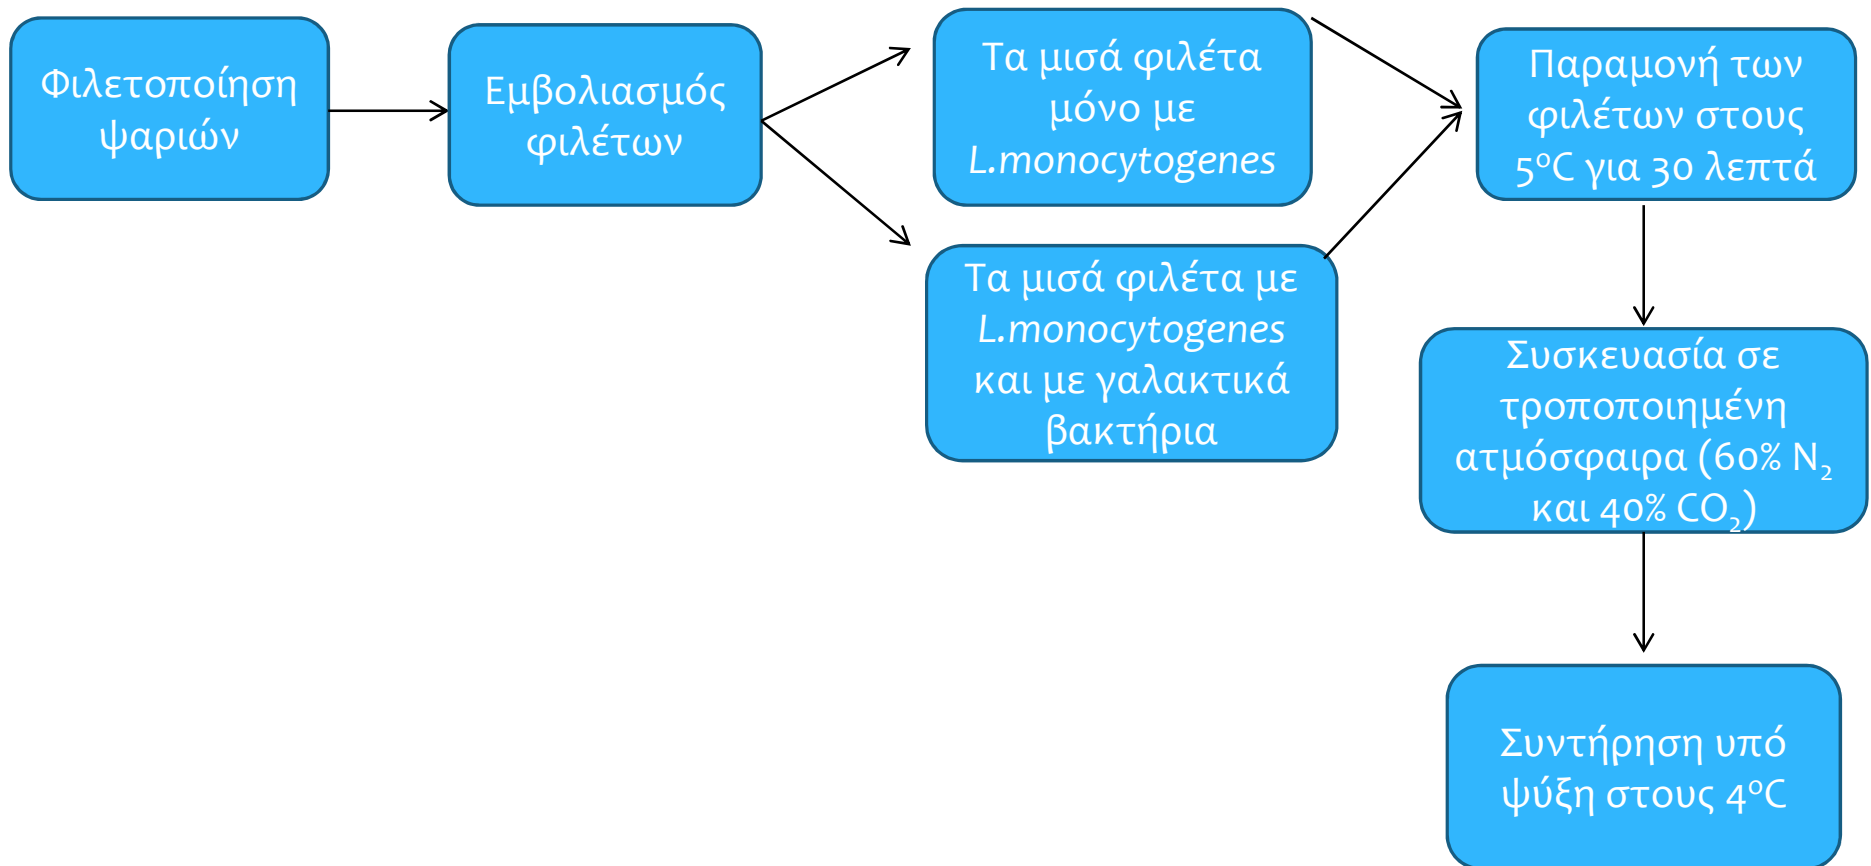 Φιλετοποίηση
ψαριών
Εμβολιασμός
φιλέτων
Τα μισά φιλέτα
μόνο με
L.monocytogenes
Τα μισά φιλέτα με
L.monocytogenes
και με γαλακτικά
βακτήρια
Παραμονή των
φιλέτων στους
5⁰C για 30 λεπτά
Συσκευασία σε
τροποποιημένη
ατμόσφαιρα (60% N₂
και 40% CO₂)
Συντήρηση υπό
ψύξη στους 4⁰C